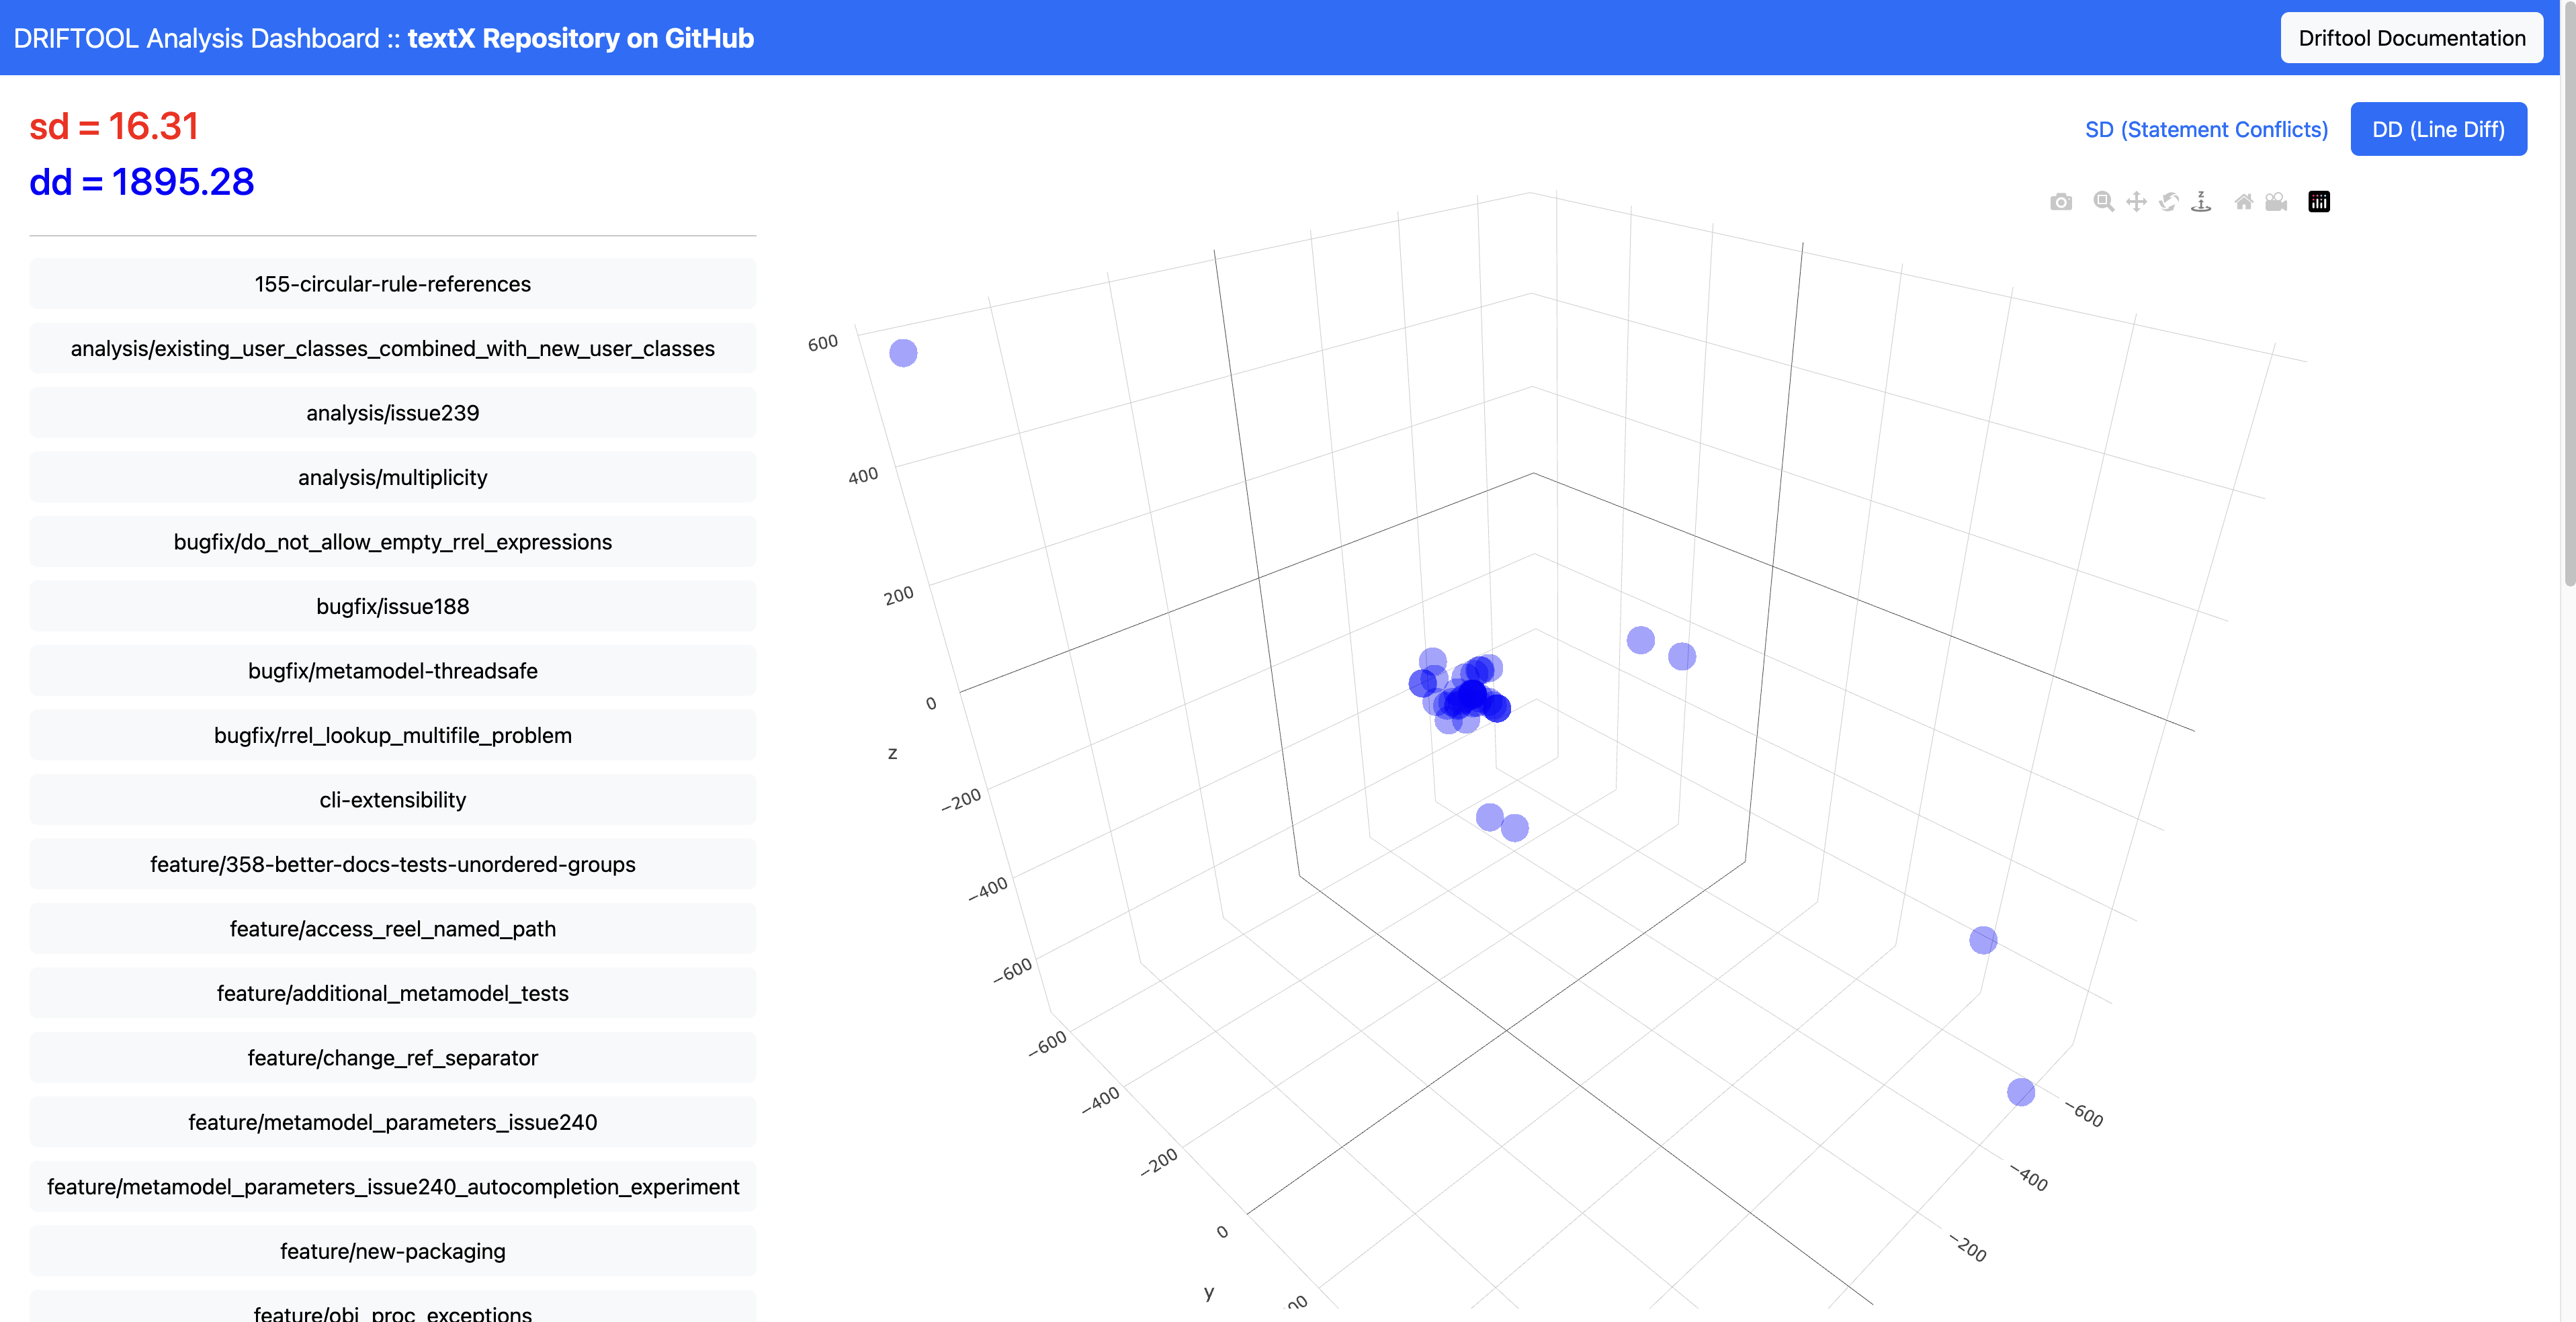 DRIFTOOL Analysis Dashboard :: textX Repository on GitHub
Driftool Documentation
sd = 16.31
dd = 1895.28
SD (Statement Conflicts)
DD (Line Diff)
155-circular-rule-references
analysis/existing_user_classes_combined_with_new_user_classes
analysis/issue239
analysis/multiplicity
bugfix/do_not_allow_empty_rrel_expressions
bugfix/issue188
bugfix/metamodel-threadsafe
bugfix/rrel_lookup_multifile_problem
cli-extensibility
feature/358-better-docs-tests-unordered-groups
feature/access_reel_named_path
feature/additional_metamodel_tests
feature/change_ref_separator
feature/metamodel_parameters_issue240
feature/metamodel_parameters_issue240_autocompletion_experiment
feature/new-packaging
feature/obj_proc_exceptions
z
600
400
200
0
z
−200
−400
−600
−600
−400
−200
0
y
−600
−400
−200